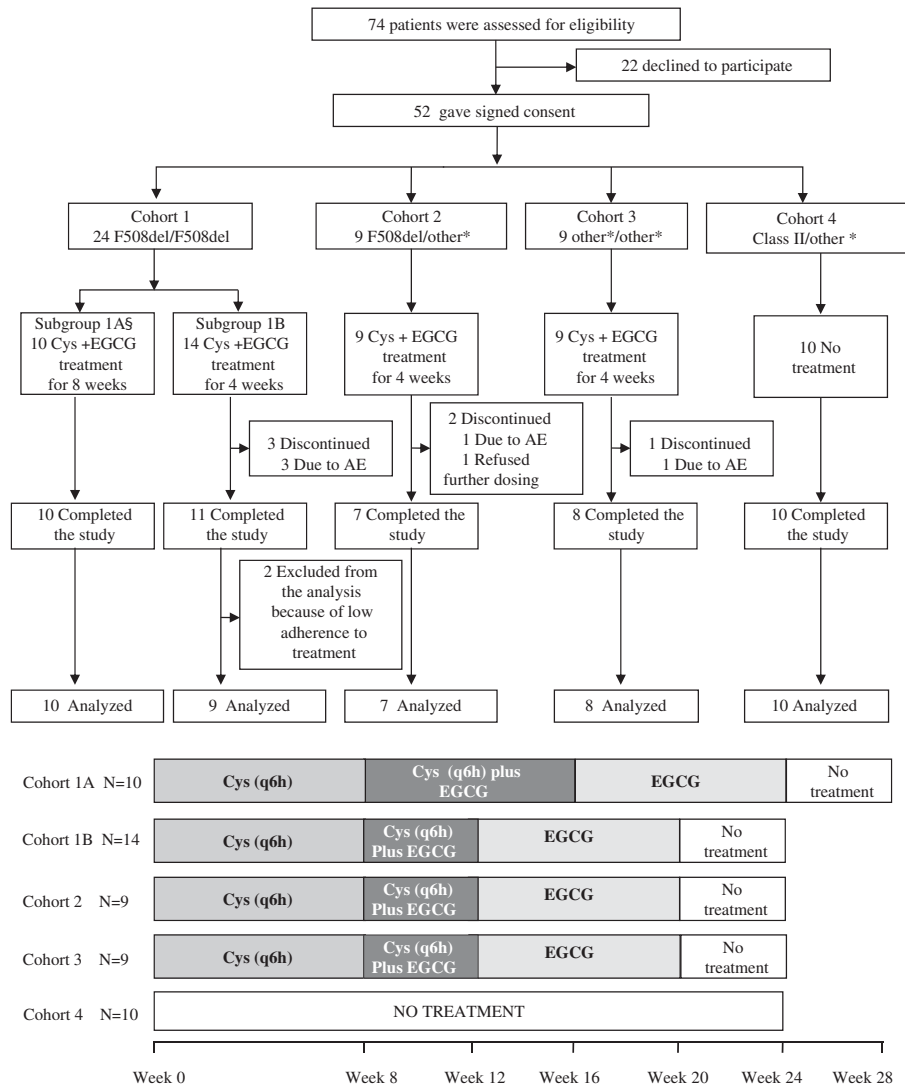 74 patients were assessed for eligibility
22 declined to participate
52 gave signed consent
Cohort 1
24 F508del/F508del
Cohort 2
9 F508del/other*
Cohort 3
9 other*/other*
Cohort 4
Class II/other *
Subgroup 1A§
10 Cys +EGCG
treatment
for 8 weeks
Subgroup 1B
14 Cys +EGCG
treatment
for 4 weeks
9 Cys + EGCG
treatment
for 4 weeks
9 Cys + EGCG
treatment
for 4 weeks
10 No
treatment
3 Discontinued
3 Due to AE
2 Discontinued
1 Due to AE
1 Refused
further dosing
1 Discontinued
1 Due to AE
10 Completed
the study
11 Completed
the study
7 Completed the
study
8 Completed the
study
10 Completed
the study
2 Excluded from
the analysis
because of low
adherence to
treatment
10 Analyzed
9 Analyzed
7 Analyzed
8 Analyzed
10 Analyzed
Cohort 1A N=10
Cys (q6h)
Cys (q6h) plus
EGCG
EGCG
No
treatment
Cohort 1B N=14
Cys (q6h)
Cys (q6h)
Plus EGCG
EGCG
No
treatment
Cohort 2 N=9
Cys (q6h)
Cys (q6h)
Plus EGCG
EGCG
No
treatment
Cohort 3 N=9
Cys (q6h)
Cys (q6h)
Plus EGCG
EGCG
No
treatment
Cohort 4 N=10
NO TREATMENT
Week 0
Week 8
Week 12
Week 16
Week 20
Week 24
Week 28